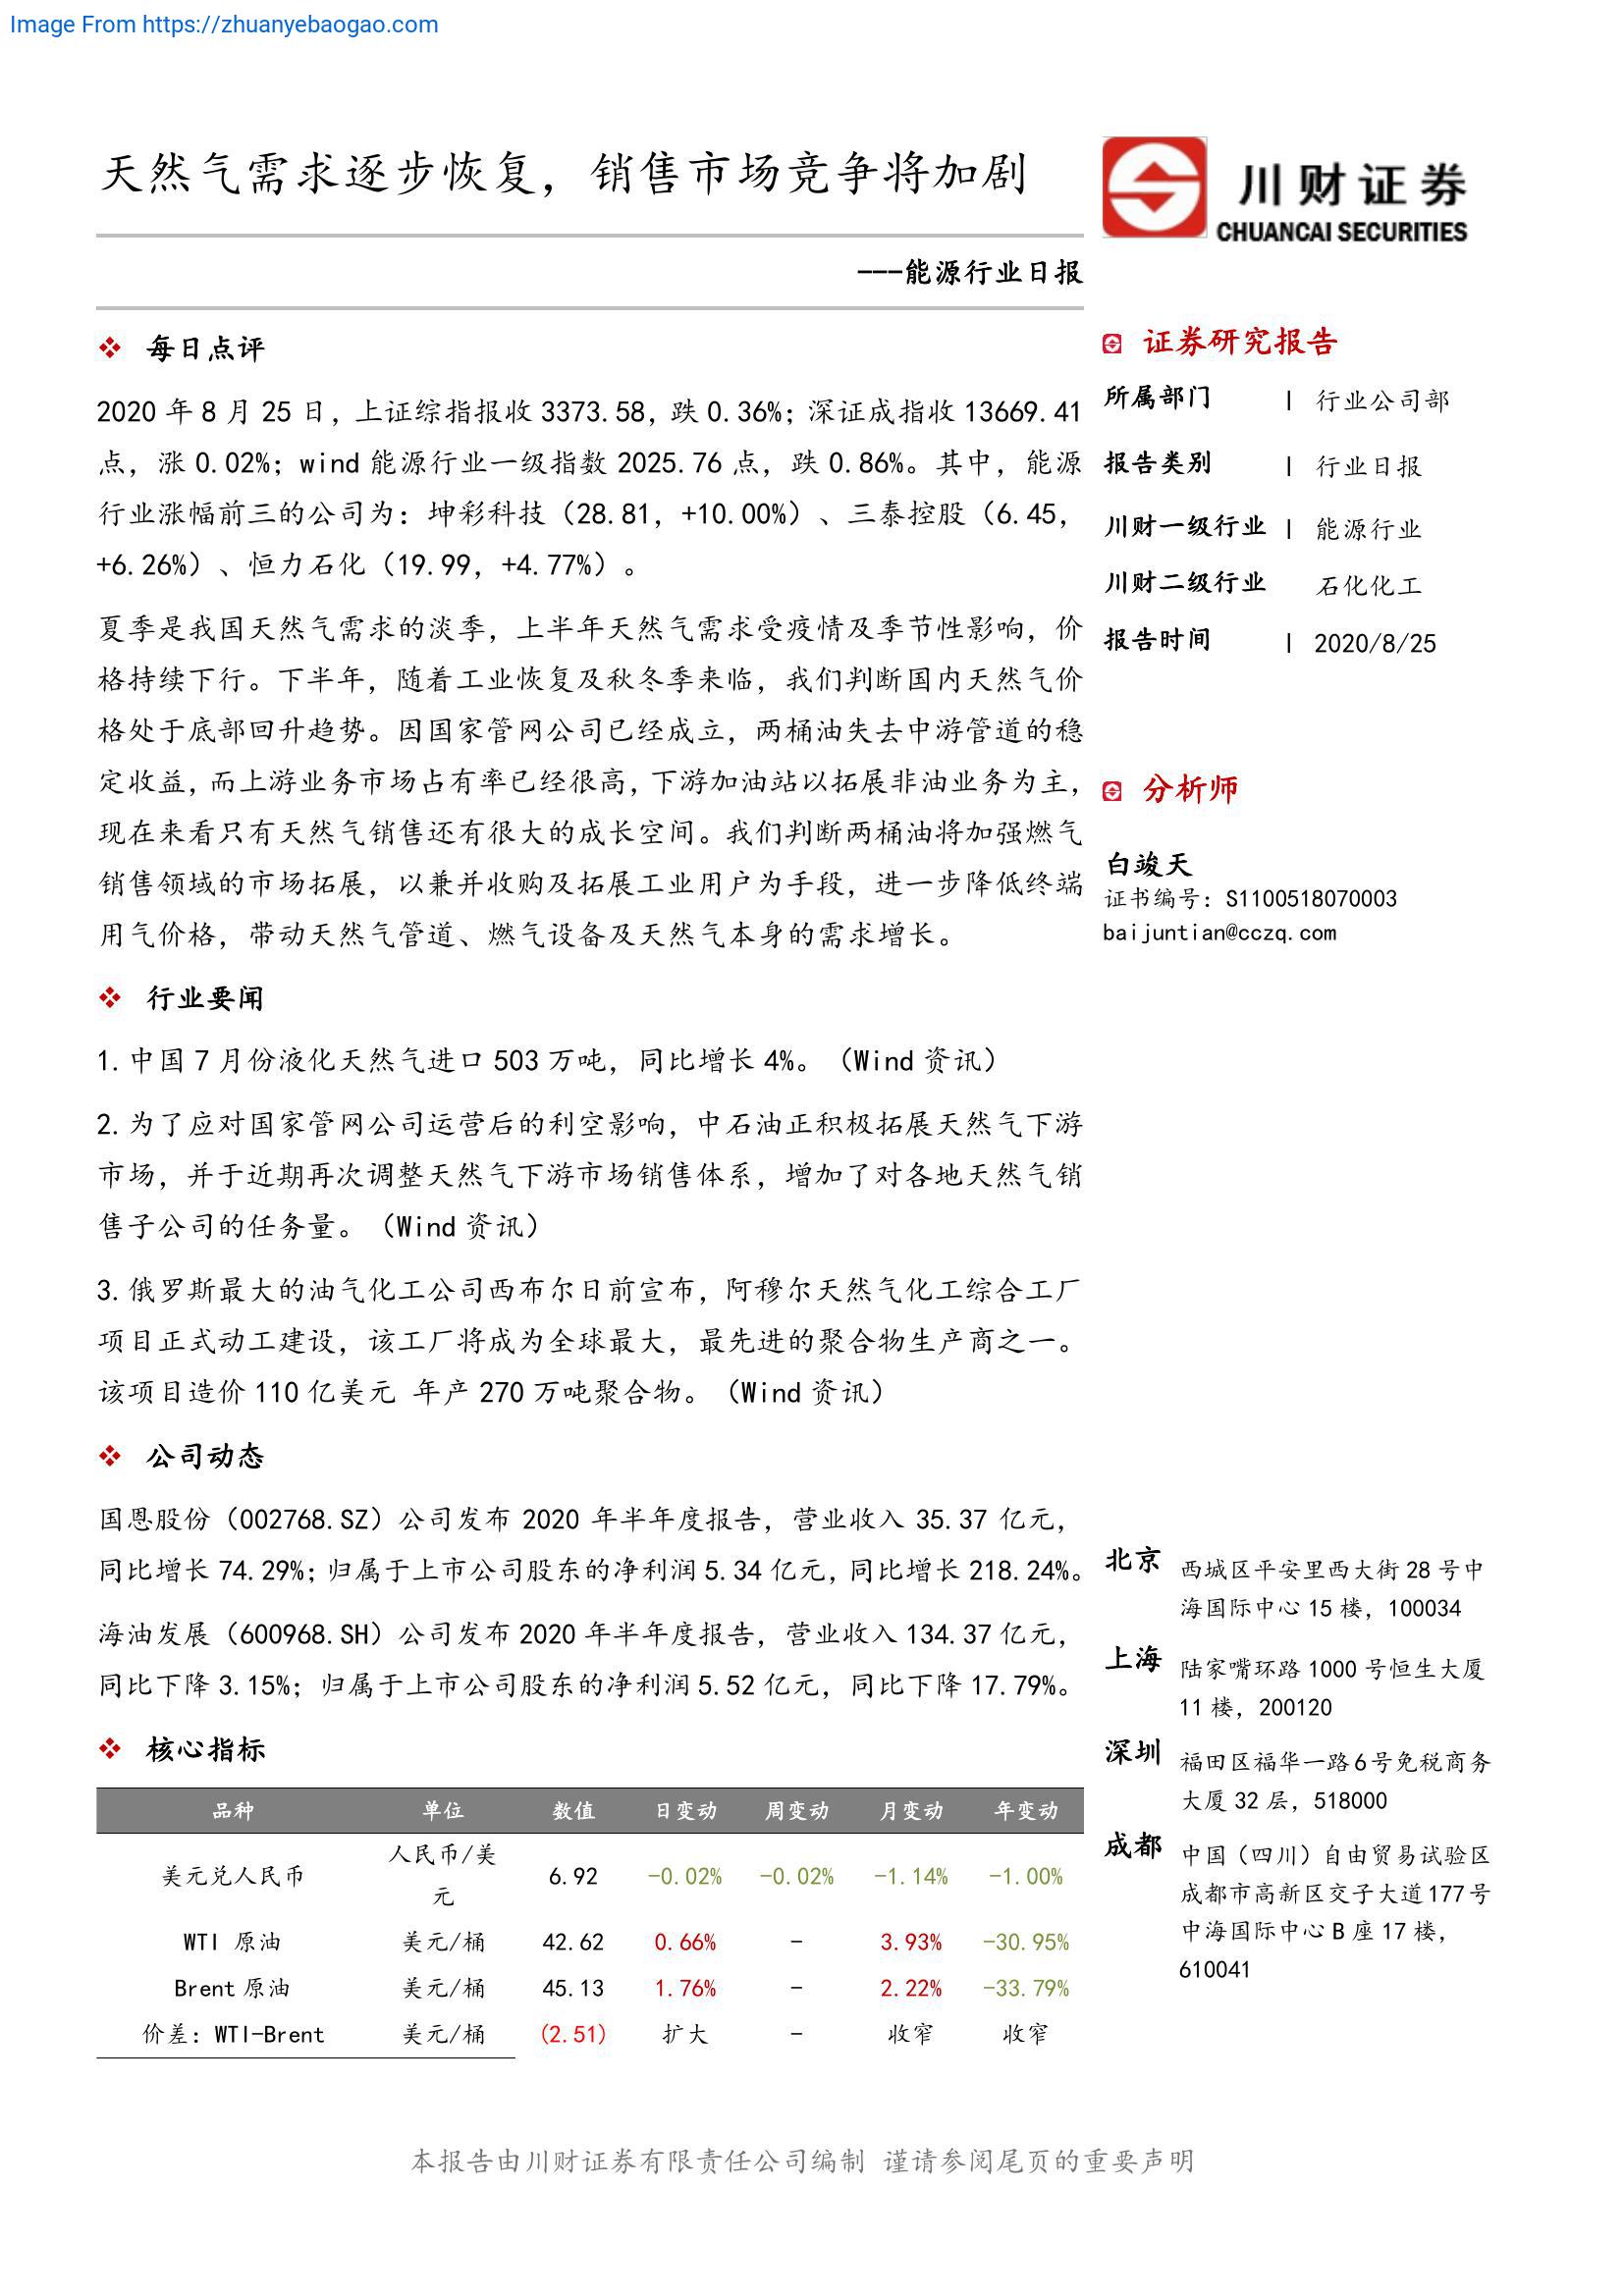 Image From https://zhuanyebaogao.com
天然气需求逐步恢复，销售市场竞争将加剧
川财证券
CHUANCAI SECURITIES
---能源行业日报
❖ 每日点评
2020 年 8 月 25 日，上证综指报收 3373.58，跌 0.36%；深证成指收 13669.41
点，涨 0.02%；wind 能源行业一级指数 2025.76 点，跌 0.86%。其中，能源
行业涨幅前三的公司为：坤彩科技（28.81，+10.00%）、三泰控股（6.45，
+6.26%）、恒力石化（19.99，+4.77%）。
夏季是我国天然气需求的淡季，上半年天然气需求受疫情及季节性影响，价
格持续下行。下半年，随着工业恢复及秋冬季来临，我们判断国内天然气价
格处于底部回升趋势。因国家管网公司已经成立，两桶油失去中游管道的稳
定收益，而上游业务市场占有率已经很高，下游加油站以拓展非油业务为主，
现在来看只有天然气销售还有很大的成长空间。我们判断两桶油将加强燃气
销售领域的市场拓展，以兼并收购及拓展工业用户为手段，进一步降低终端
用气价格，带动天然气管道、燃气设备及天然气本身的需求增长。
❖ 行业要闻
1.中国 7 月份液化天然气进口 503 万吨，同比增长 4%。（Wind 资讯）
2.为了应对国家管网公司运营后的利空影响，中石油正积极拓展天然气下游
市场，并于近期再次调整天然气下游市场销售体系，增加了对各地天然气销
售子公司的任务量。（Wind 资讯）
3.俄罗斯最大的油气化工公司西布尔日前宣布，阿穆尔天然气化工综合工厂
项目正式动工建设，该工厂将成为全球最大，最先进的聚合物生产商之一。
该项目造价 110 亿美元 年产 270 万吨聚合物。（Wind 资讯）
❖ 公司动态
国恩股份（002768.SZ）公司发布 2020 年半年度报告，营业收入 35.37 亿元，
同比增长 74.29%；归属于上市公司股东的净利润 5.34 亿元，同比增长 218.24%。
海油发展（600968.SH）公司发布 2020 年半年度报告，营业收入 134.37 亿元，
同比下降 3.15%；归属于上市公司股东的净利润 5.52 亿元，同比下降 17.79%。
❖ 核心指标
品种 单位 数值 日变动 周变动 月变动 年变动
美元兑人民币 人民币/美 6.92 -0.02% -0.02% -1.14% -1.00%
元
WTI 原油 美元/桶 42.62 0.66% - 3.93% -30.95%
Brent 原油 美元/桶 45.13 1.76% - 2.22% -33.79%
价差：WTI-Brent 美元/桶 (2.51) 扩大 - 收窄 收窄
证券研究报告
所属部门 | 行业公司部
报告类别 | 行业日报
川财一级行业 | 能源行业
川财二级行业 石化化工
报告时间 | 2020/8/25
分析师
白竣天
证书编号：S1100518070003
baijuntian@cczq.com
北京 西城区平安里西大街 28 号中
海国际中心 15 楼，100034
上海 陆家嘴环路 1000 号恒生大厦
11 楼，200120
深圳 福田区福华一路 6 号免税商务
大厦 32 层，518000
成都 中国（四川）自由贸易试验区
成都市高新区交子大道 177 号
中海国际中心 B 座 17 楼，
610041
本报告由川财证券有限责任公司编制 谨请参阅尾页的重要声明